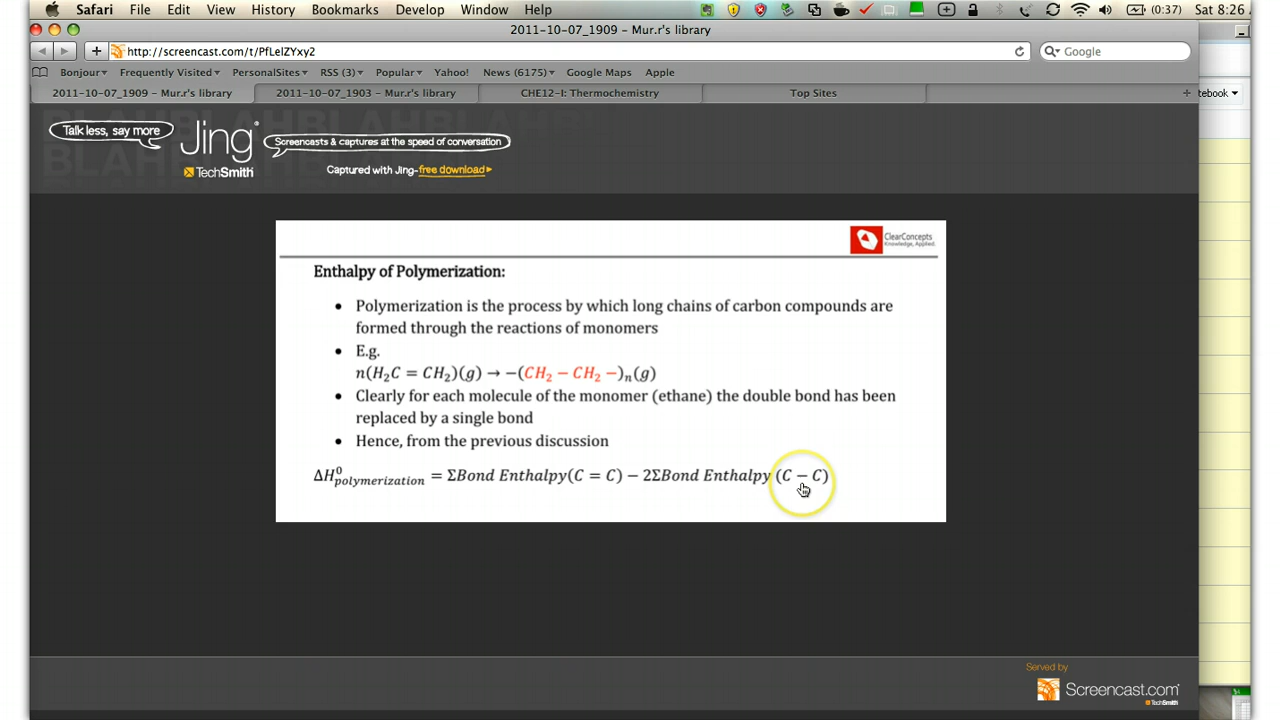 Safari File Edit View History Bookmarks Develop Window Help (0:37) Sat 8:26
2011-10-07_1909 – Mur.r's library
http://screencast.com/t/PfLelZYxy2 Google
Bonjour Frequently Visited PersonalSites RSS (3) Popular Yahoo! News (6175) Google Maps Apple
2011-10-07_1909 – Mur.r's library 2011-10-07_1903 – Mur.r's library CHE12-I: Thermochemistry Top Sites tebook
Talk less, say more
Jing
Screencasts & captures at the speed of conversation
TechSmith
Captured with Jing–free download
ClearConcepts
Knowledge, Applied.
Enthalpy of Polymerization:
• Polymerization is the process by which long chains of carbon compounds are
formed through the reactions of monomers
• E.g.
n(H₂C = CH₂)(g) → −(CH₂ − CH₂ −)ₙ(g)
• Clearly for each molecule of the monomer (ethane) the double bond has been
replaced by a single bond
• Hence, from the previous discussion
ΔH⁰polymerization = ΣBond Enthalpy(C = C) − 2ΣBond Enthalpy (C − C)
Served by
Screencast.com
TechSmith